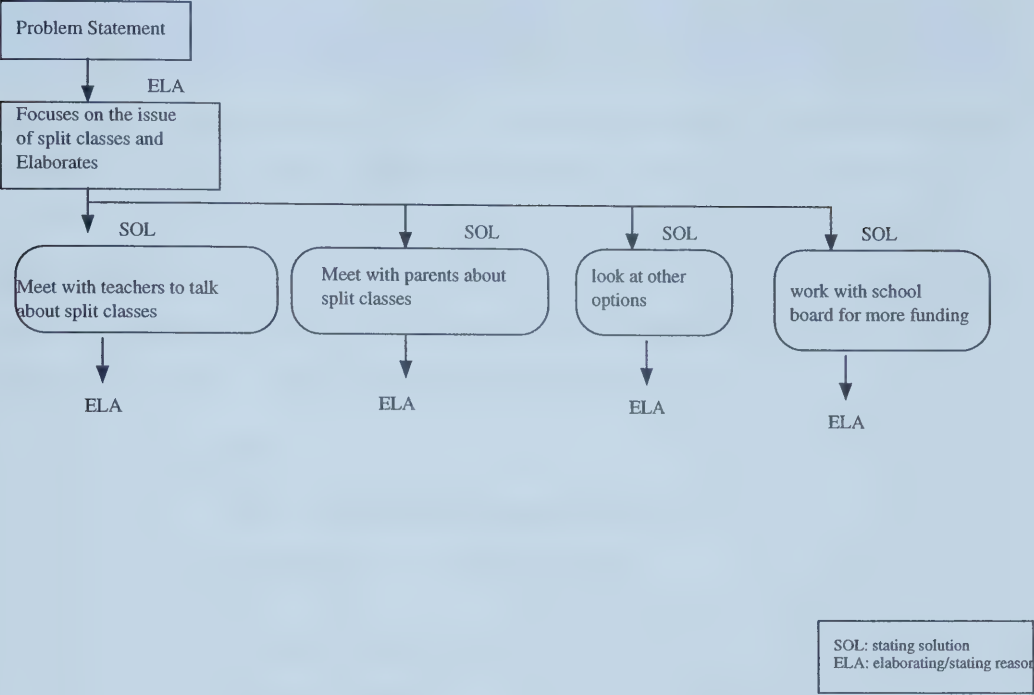 Problem Statement
ELA
Focuses on the issue
of split classes and
Elaborates
SOL
SOL
SOL
SOL
Meet with teachers to talk
about split classes
Meet with parents about
split classes
look at other
options
work with school
board for more funding
ELA
ELA
ELA
ELA
SOL: stating solution
ELA: elaborating/stating reason